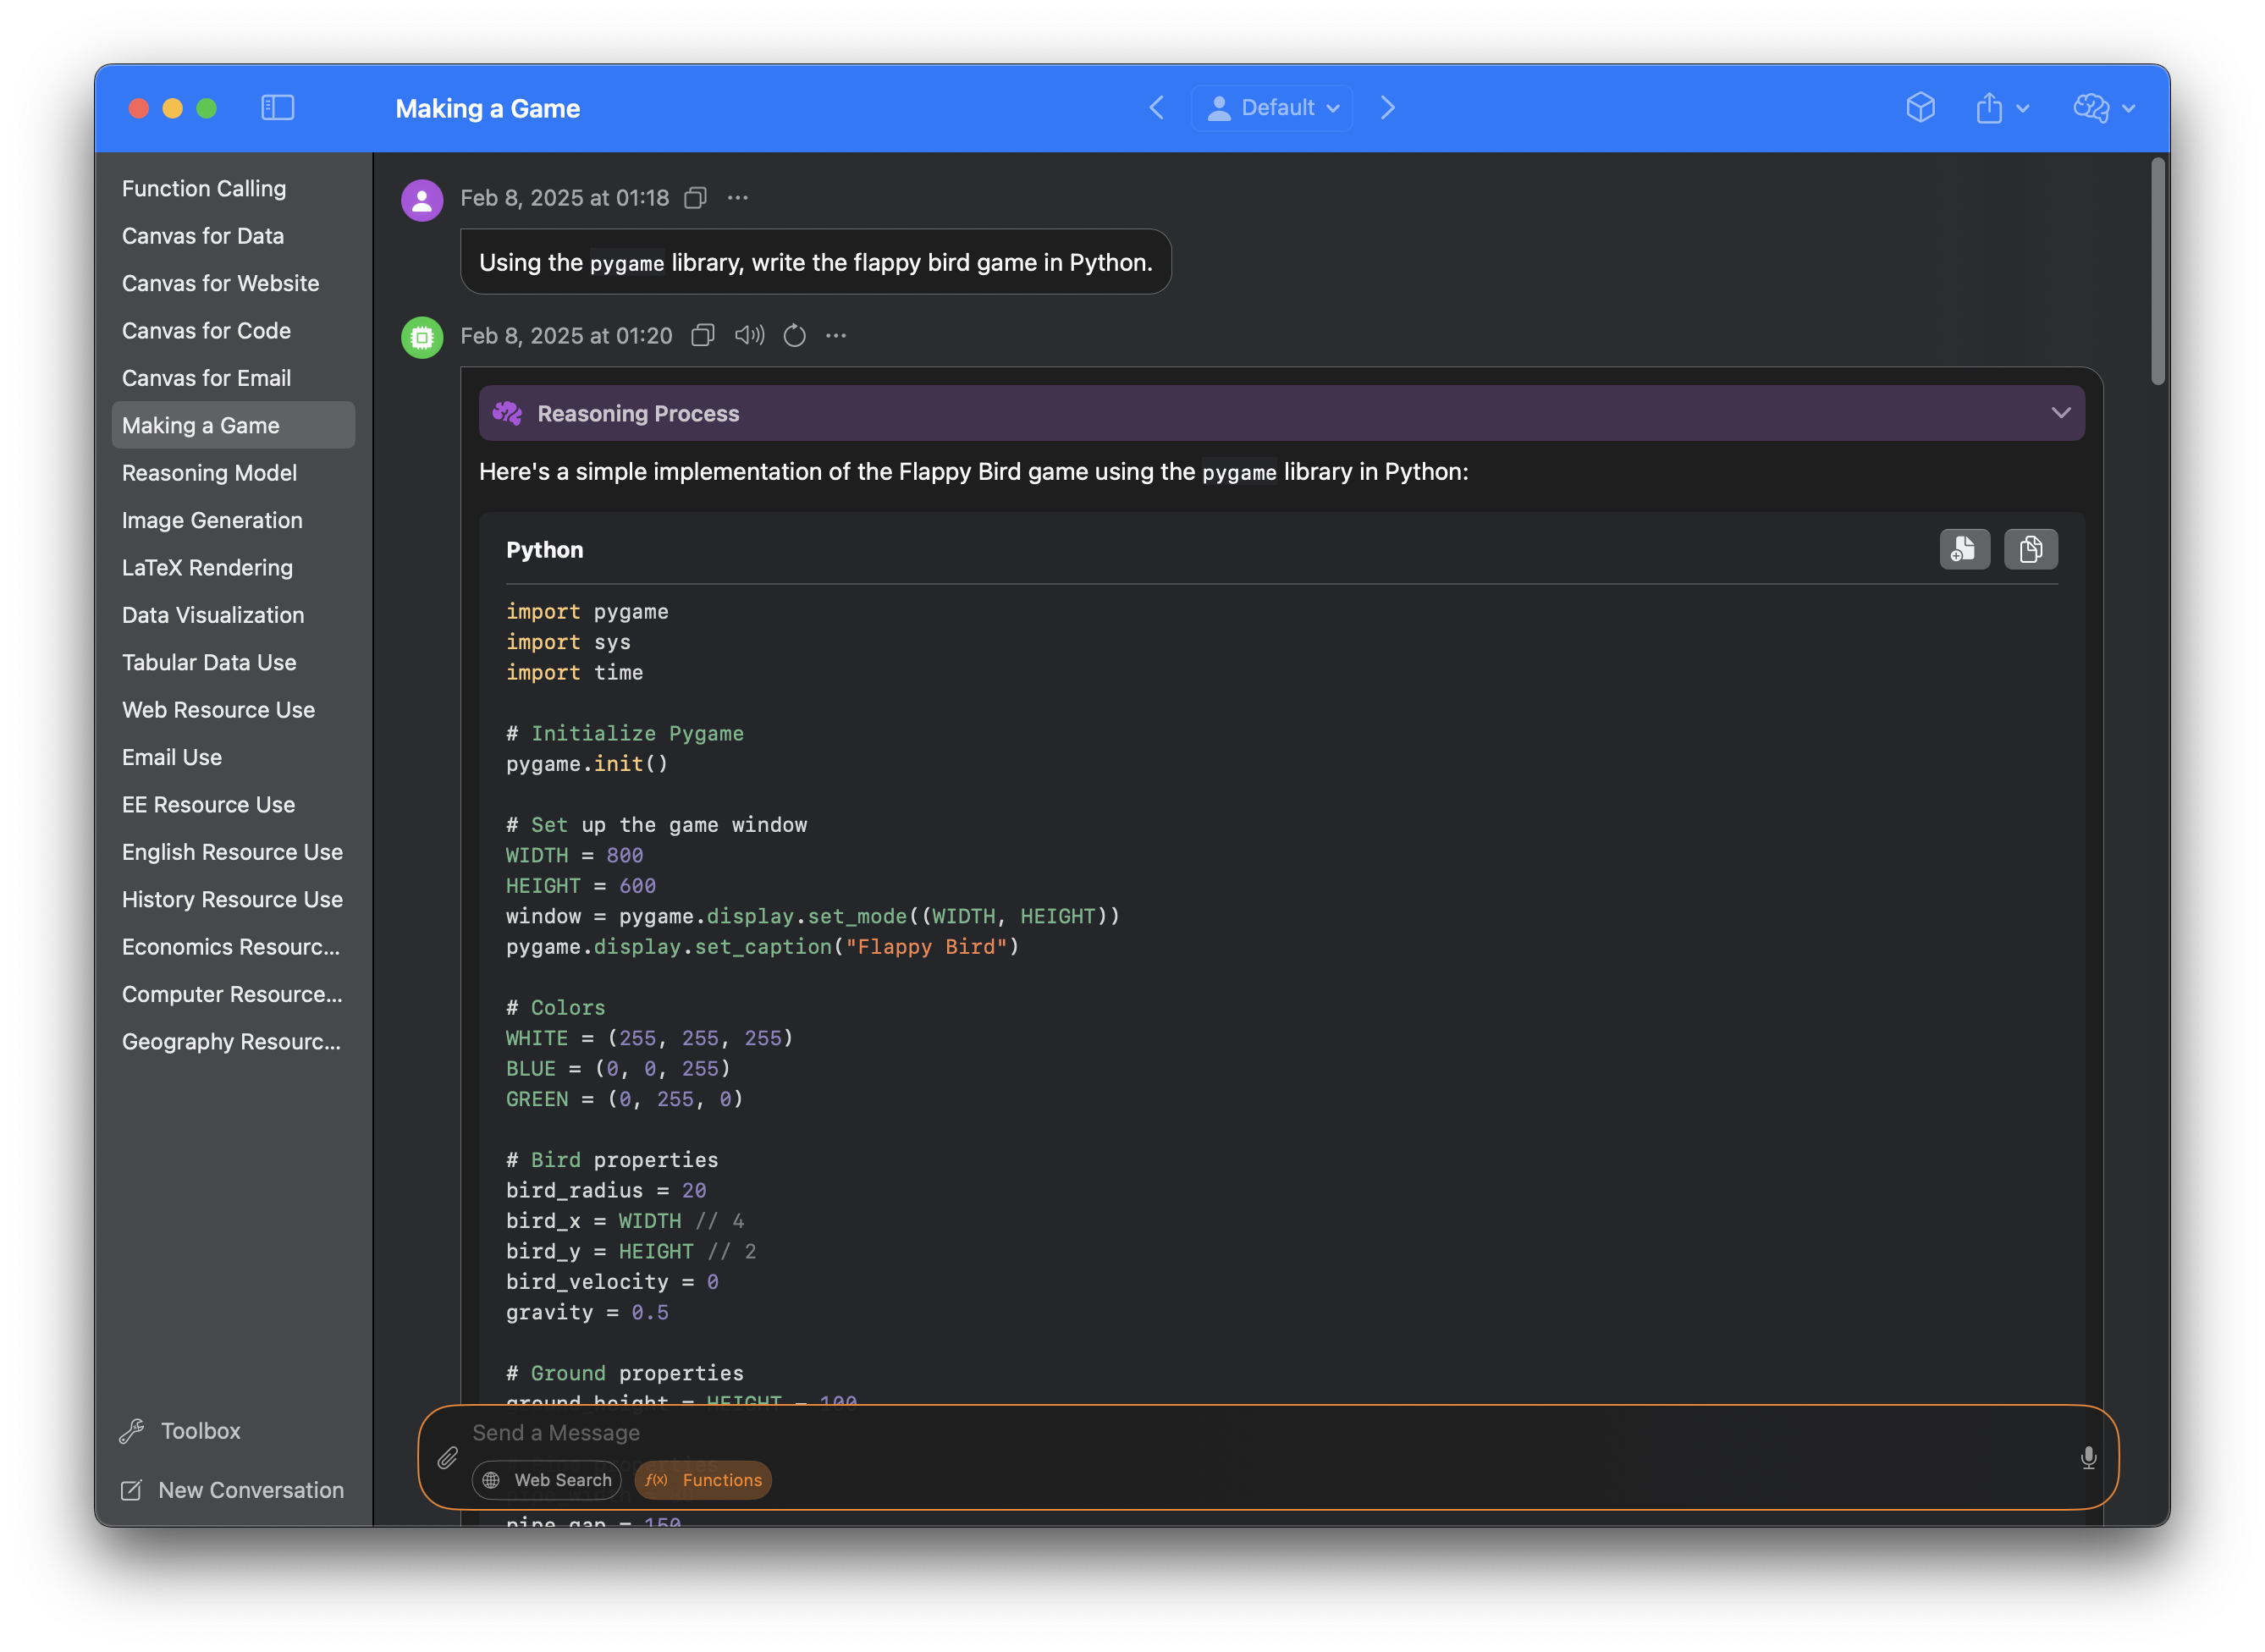 Making a Game
Default
Function Calling
Canvas for Data
Canvas for Website
Canvas for Code
Canvas for Email
Making a Game
Reasoning Model
Image Generation
LaTeX Rendering
Data Visualization
Tabular Data Use
Web Resource Use
Email Use
EE Resource Use
English Resource Use
History Resource Use
Economics Resourc...
Computer Resource...
Geography Resourc...
Toolbox
New Conversation
Feb 8, 2025 at 01:18
Using the pygame library, write the flappy bird game in Python.
Feb 8, 2025 at 01:20
Reasoning Process
Here's a simple implementation of the Flappy Bird game using the pygame library in Python:
Python
import pygame
import sys
import time
# Initialize Pygame
pygame.init()
# Set up the game window
WIDTH = 800
HEIGHT = 600
window = pygame.display.set_mode((WIDTH, HEIGHT))
pygame.display.set_caption("Flappy Bird")
# Colors
WHITE = (255, 255, 255)
BLUE = (0, 0, 255)
GREEN = (0, 255, 0)
# Bird properties
bird_radius = 20
bird_x = WIDTH // 4
bird_y = HEIGHT // 2
bird_velocity = 0
gravity = 0.5
# Ground properties
ground_height = HEIGHT - 100
Send a Message
Web Search
f(x) Functions
pipe_gap = 150